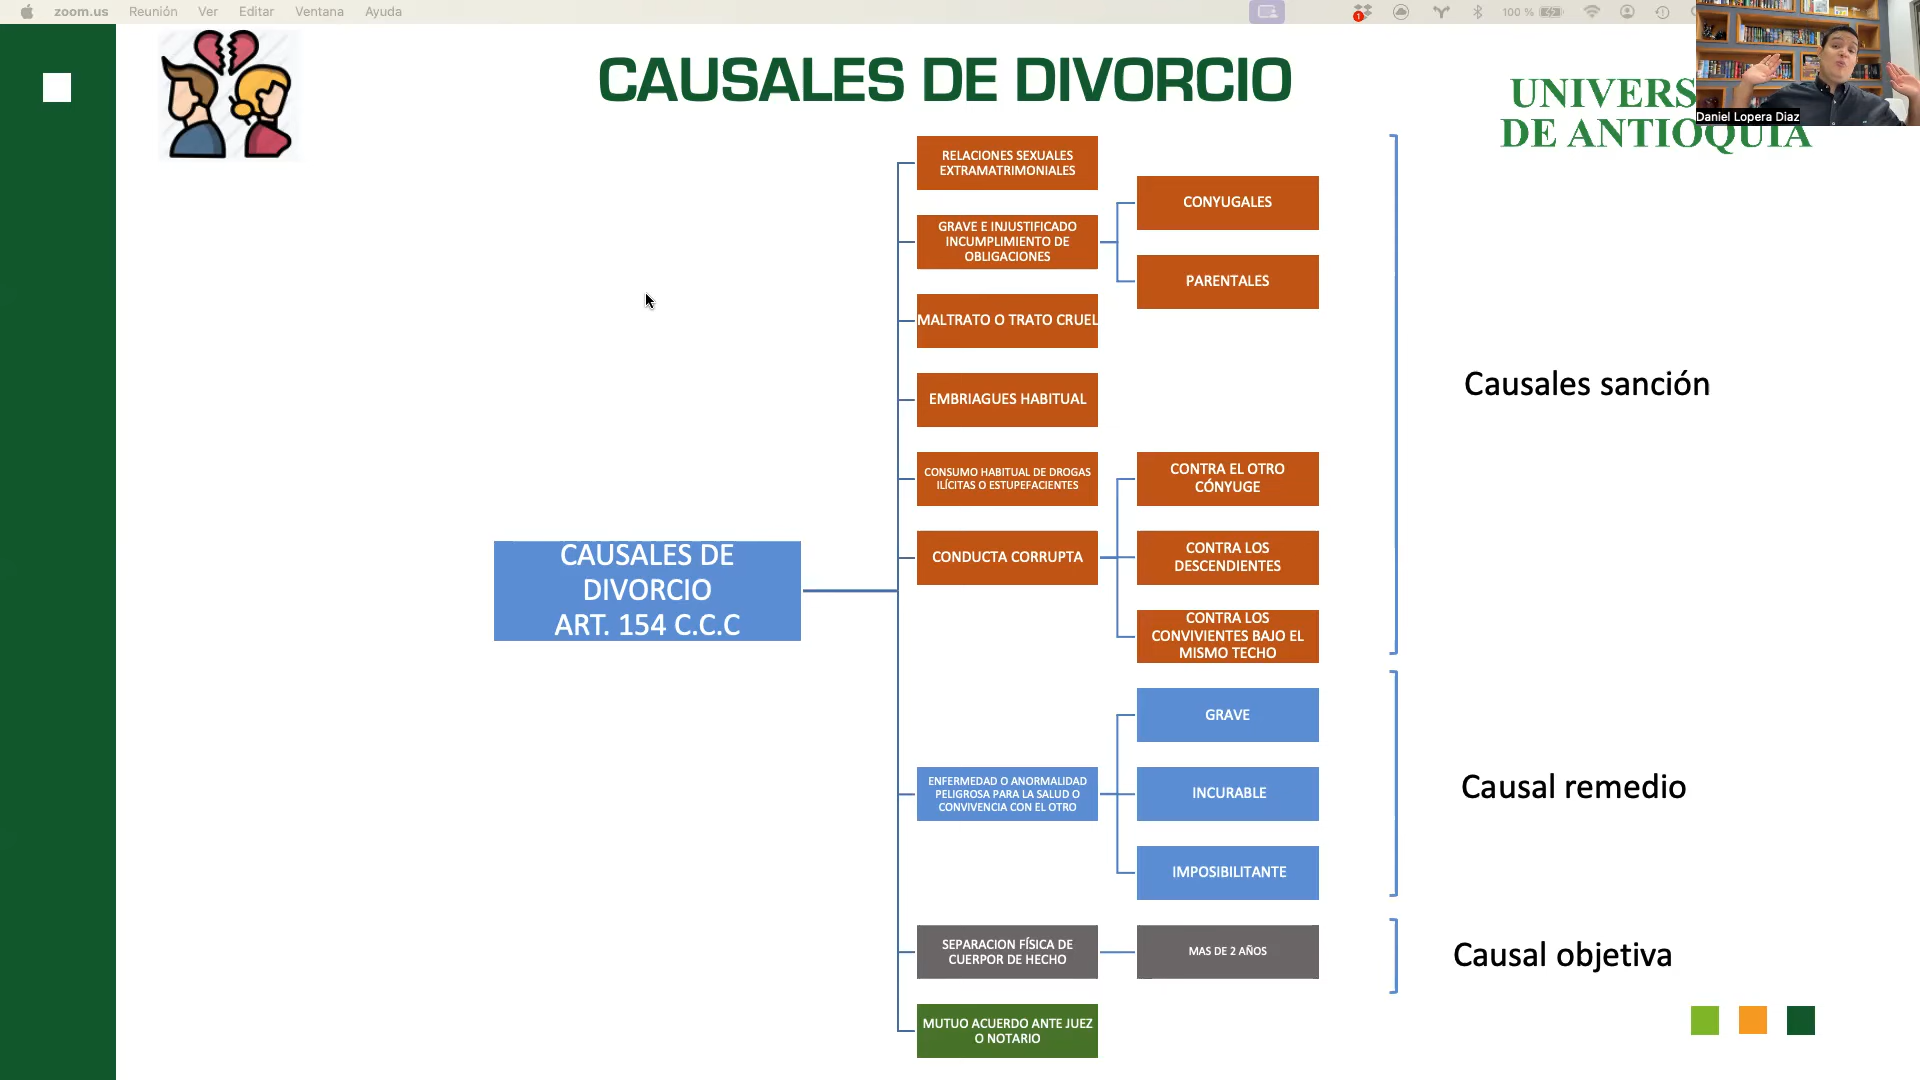 zoom.us Reunión Ver Editar Ventana Ayuda
100 %
CAUSALES DE DIVORCIO
DE ANTIOQUIA
Daniel Lopera Diaz
CAUSALES DE
DIVORCIO
ART. 154 C.C.C
RELACIONES SEXUALES
EXTRAMATRIMONIALES
GRAVE E INJUSTIFICADO
INCUMPLIMIENTO DE
OBLIGACIONES
CONYUGALES
PARENTALES
MALTRATO O TRATO CRUEL
EMBRIAGUES HABITUAL
CONSUMO HABITUAL DE DROGAS
ILÍCITAS O ESTUPEFACIENTES
CONDUCTA CORRUPTA
CONTRA EL OTRO
CÓNYUGE
CONTRA LOS
DESCENDIENTES
CONTRA LOS
CONVIVIENTES BAJO EL
MISMO TECHO
Causales sanción
ENFERMEDAD O ANORMALIDAD
PELIGROSA PARA LA SALUD O
CONVIVENCIA CON EL OTRO
GRAVE
INCURABLE
IMPOSIBILITANTE
Causal remedio
SEPARACION FÍSICA DE
CUERPOR DE HECHO
MAS DE 2 AÑOS
Causal objetiva
MUTUO ACUERDO ANTE JUEZ
O NOTARIO